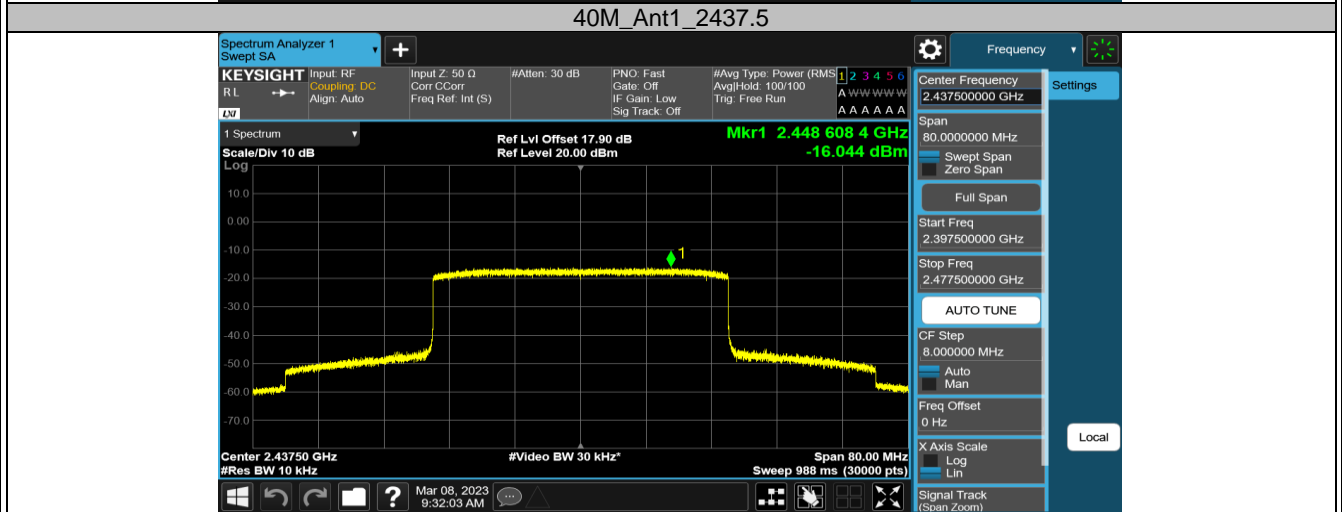 40M_Ant1_2437.5
Spectrum Analyzer 1
Swept SA
Frequency
KEYSIGHT
R L
LXI
Input: RF
Coupling: DC
Align: Auto
Input Z: 50 Ω
Corr CCorr
Freq Ref: Int (S)
#Atten: 30 dB
PNO: Fast
Gate: Off
IF Gain: Low
Sig Track: Off
#Avg Type: Power (RMS
Avg|Hold: 100/100
Trig: Free Run
1 2 3 4 5 6
A W W W W W
A A A A A A
1 Spectrum
Scale/Div 10 dB
Log
Ref Lvl Offset 17.90 dB
Ref Level 20.00 dBm
Mkr1 2.448 608 4 GHz
-16.044 dBm
10.0
0.00
-10.0
-20.0
-30.0
-40.0
-50.0
-60.0
-70.0
1
Center 2.43750 GHz
#Res BW 10 kHz
#Video BW 30 kHz*
Span 80.00 MHz
Sweep 988 ms (30000 pts)
Center Frequency
2.437500000 GHz
Settings
Span
80.0000000 MHz
Swept Span
Zero Span
Full Span
Start Freq
2.397500000 GHz
Stop Freq
2.477500000 GHz
AUTO TUNE
CF Step
8.000000 MHz
Auto
Man
Freq Offset
0 Hz
X Axis Scale
Log
Lin
Local
Signal Track
(Span Zoom)
?
Mar 08, 2023
9:32:03 AM